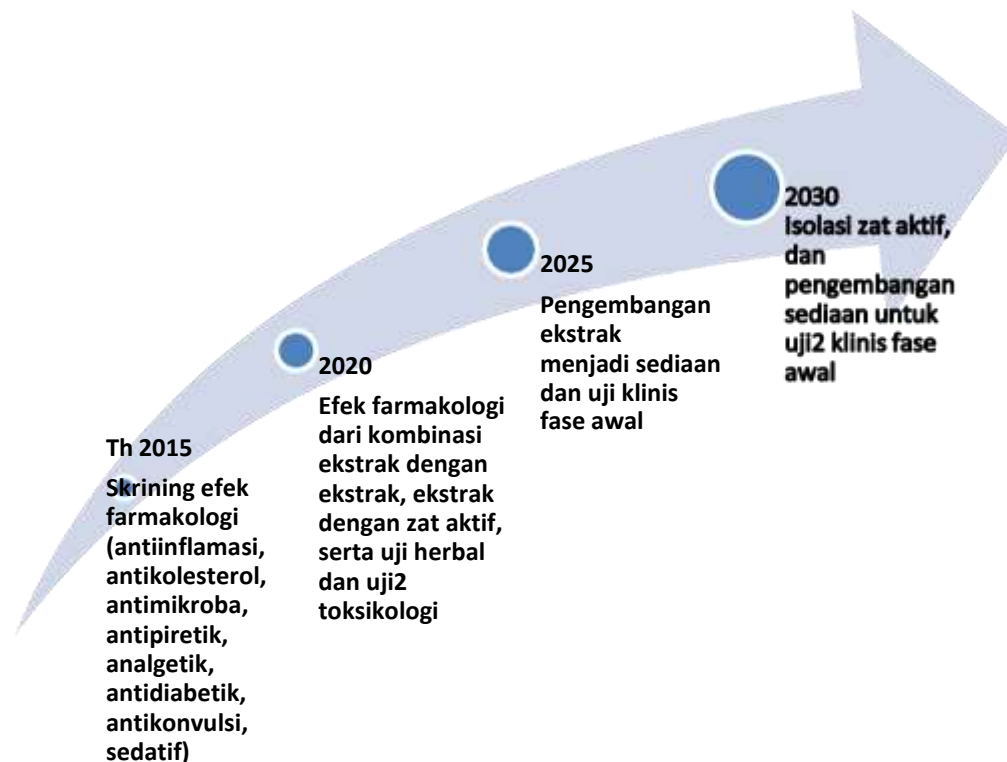 Th 2015
Skrining efek
farmakologi
(antiinflamasi,
antikolesterol,
antimikroba,
antipiretik,
analgetik,
antidiabetik,
antikonvulsi,
sedatif)
2020
Efek farmakologi
dari kombinasi
ekstrak dengan
ekstrak, ekstrak
dengan zat aktif,
serta uji herbal
dan uji2
toksikologi
2025
Pengembangan
ekstrak
menjadi sediaan
dan uji klinis
fase awal
2030
Isolasi zat aktif,
dan
pengembangan
sediaan untuk
uji2 klinis fase
awal